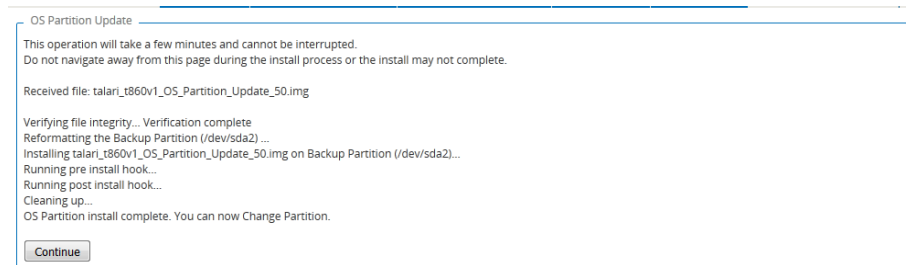 OS Partition Update
This operation will take a few minutes and cannot be interrupted.
Do not navigate away from this page during the install process or the install may not complete.
Received file: talari_t860v1_OS_Partition_Update_50.img
Verifying file integrity... Verification complete
Reformatting the Backup Partition (/dev/sda2) ...
Installing talari_t860v1_OS_Partition_Update_50.img on Backup Partition (/dev/sda2)...
Running pre install hook...
Running post install hook...
Cleaning up...
OS Partition install complete. You can now Change Partition.
Continue